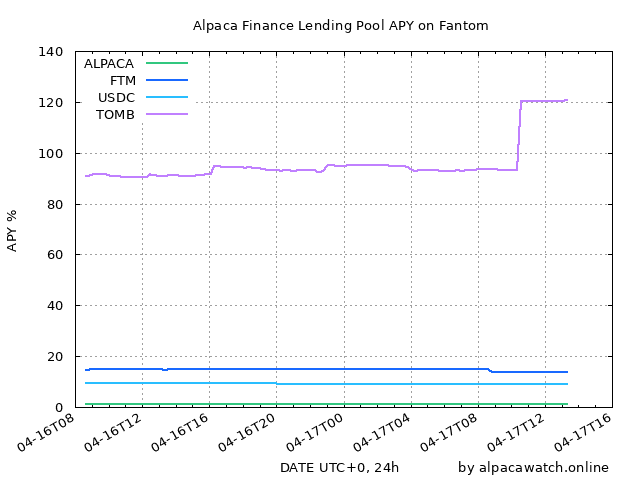 Alpaca Finance Lending Pool APY on Fantom
140
120
100
80
60
40
20
0
APY %
ALPACA
FTM
USDC
TOMB
04-16T08
04-16T12
04-16T16
04-16T20
04-17T00
04-17T04
04-17T08
04-17T12
04-17T16
DATE UTC+0, 24h
by alpacawatch.online